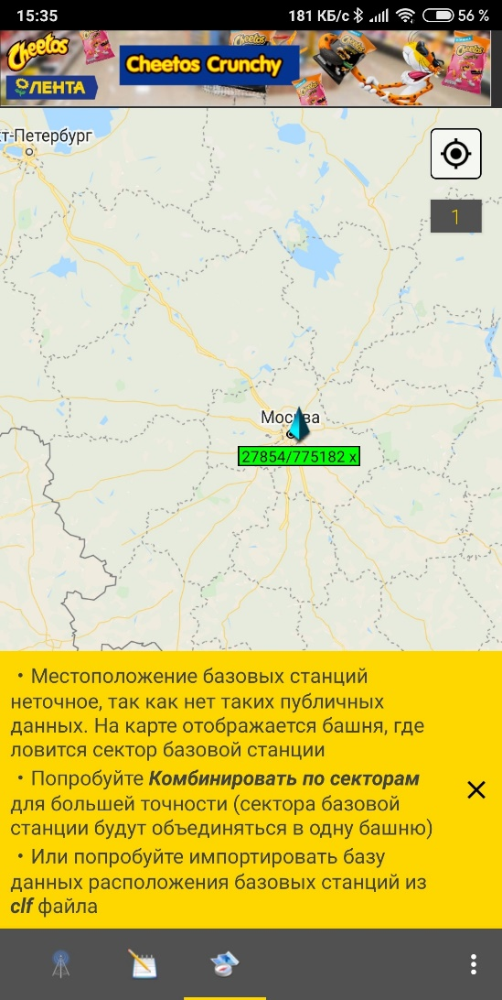 15:35
181 КБ/с
56 %
Cheetos
ЛЕНТА
Cheetos Crunchy
т-Петербург
1
Москва
27854/775182 x
• Местоположение базовых станций
неточное, так как нет таких публичных
данных. На карте отображается башня, где
ловится сектор базовой станции
• Попробуйте Комбинировать по секторам
для большей точности (сектора базовой
станции будут объединяться в одну башню)
• Или попробуйте импортировать базу
данных расположения базовых станций из
clf файла